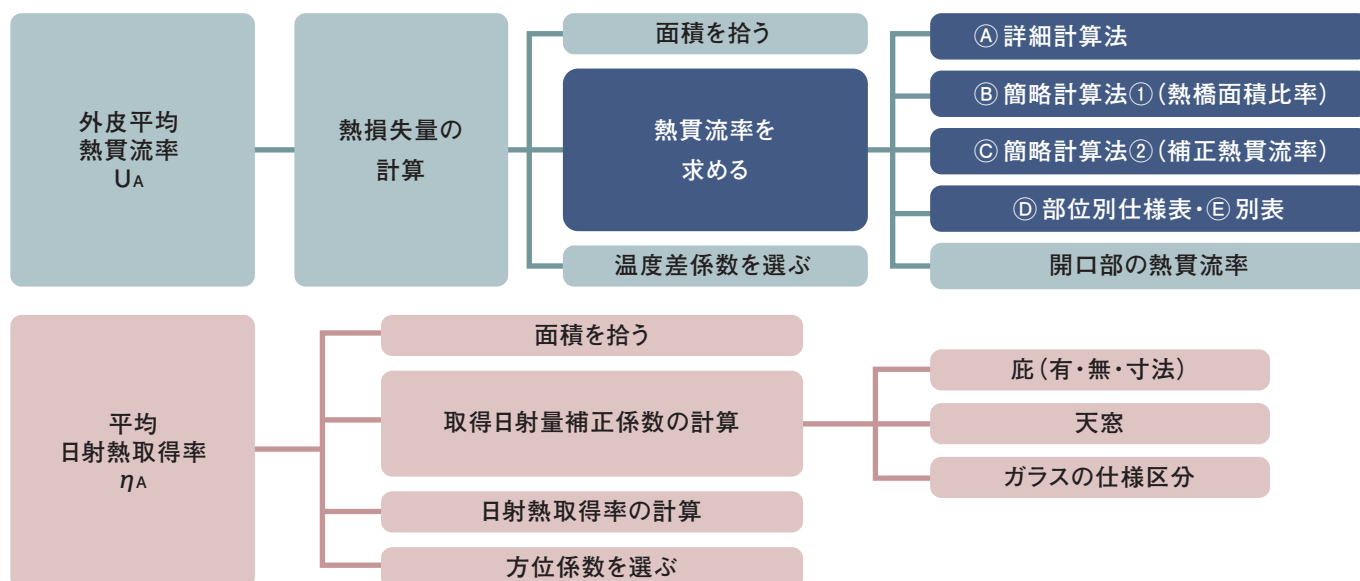 外皮平均
熱貫流率
UA
熱損失量の
計算
面積を拾う
熱貫流率を
求める
温度差係数を選ぶ
Ⓐ詳細計算法
Ⓑ簡略計算法①(熱橋面積比率)
Ⓒ簡略計算法②(補正熱貫流率)
Ⓓ部位別仕様表・Ⓔ別表
開口部の熱貫流率
平均
日射熱取得率
ηA
面積を拾う
取得日射量補正係数の計算
日射熱取得率の計算
方位係数を選ぶ
庇(有・無・寸法)
天窓
ガラスの仕様区分